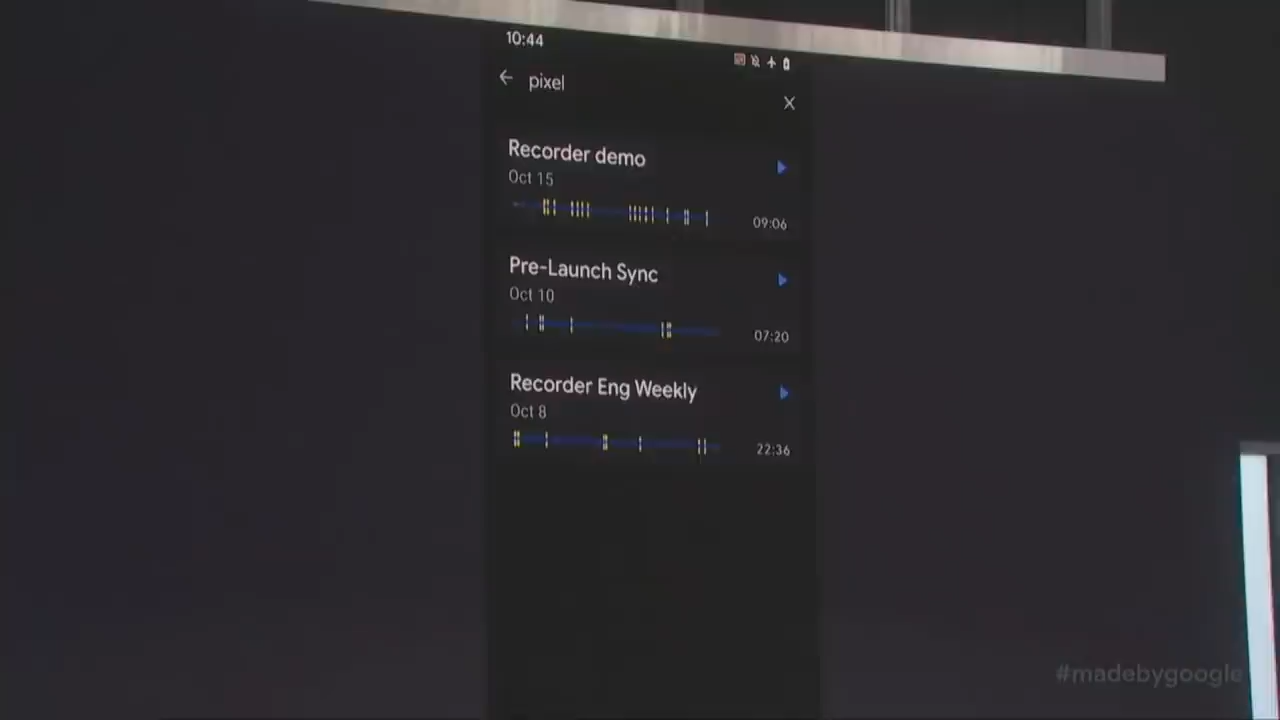 10:44
pixel
Recorder demo
Oct 15
09:06
Pre-Launch Sync
Oct 10
07:20
Recorder Eng Weekly
Oct 8
22:36
#madebygoogle